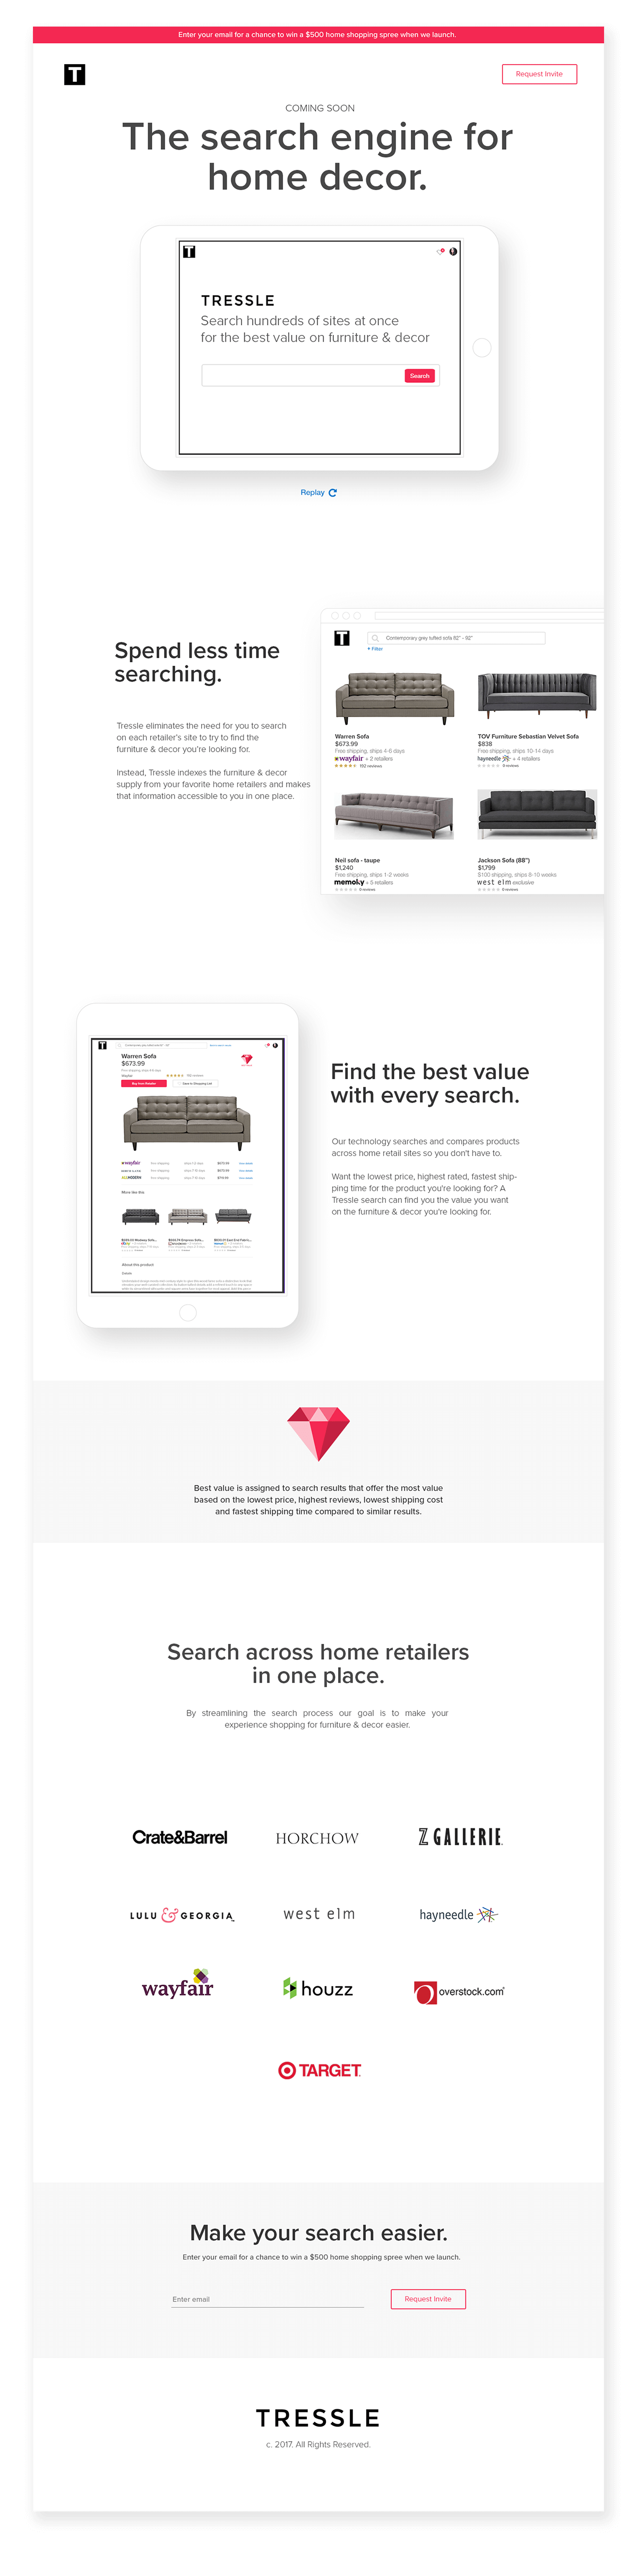 Enter your email for a chance to win a $500 home shopping spree when we launch.
T
Request Invite
COMING SOON
The search engine for
home decor.
T
TRESSLE
Search hundreds of sites at once
for the best value on furniture & decor
Search
Replay
Spend less time
searching.
Tressle eliminates the need for you to search
on each retailer's site to try to find the
furniture & decor you're looking for.
Instead, Tressle indexes the furniture & decor
supply from your favorite home retailers and makes
that information accessible to you in one place.
T
Contemporary grey tufted sofa 82" - 92"
+ Filter
Warren Sofa
$673.99
Free shipping, ships 4-6 days
wayfair + 2 retailers
152 reviews
TOV Furniture Sebastian Velvet Sofa
$838
Free shipping, ships 10-14 days
hayneedle + 4 retailers
0 reviews
Neil sofa - taupe
$1,240
Free shipping, ships 1-2 weeks
memoky + 5 retailers
0 reviews
Jackson Sofa (88")
$1,799
$100 shipping, ships 8-10 weeks
west elm exclusive
0 reviews
T
Warren Sofa
$673.99
Wayfair
Buy from Retailer
Save to Shopping List
wayfair
ALLMODERN
More like this
About this product
Find the best value
with every search.
Our technology searches and compares products
across home retail sites so you don't have to.
Want the lowest price, highest rated, fastest ship-
ping time for the product you're looking for? A
Tressle search can find you the value you want
on the furniture & decor you're looking for.
Best value is assigned to search results that offer the most value
based on the lowest price, highest reviews, lowest shipping cost
and fastest shipping time compared to similar results.
Search across home retailers
in one place.
By streamlining the search process our goal is to make your
experience shopping for furniture & decor easier.
Crate&Barrel
HORCHOW
Z GALLERIE
LULU & GEORGIA
west elm
hayneedle
wayfair
houzz
overstock.com
TARGET
Make your search easier.
Enter your email for a chance to win a $500 home shopping spree when we launch.
Enter email
Request Invite
TRESSLE
c. 2017. All Rights Reserved.